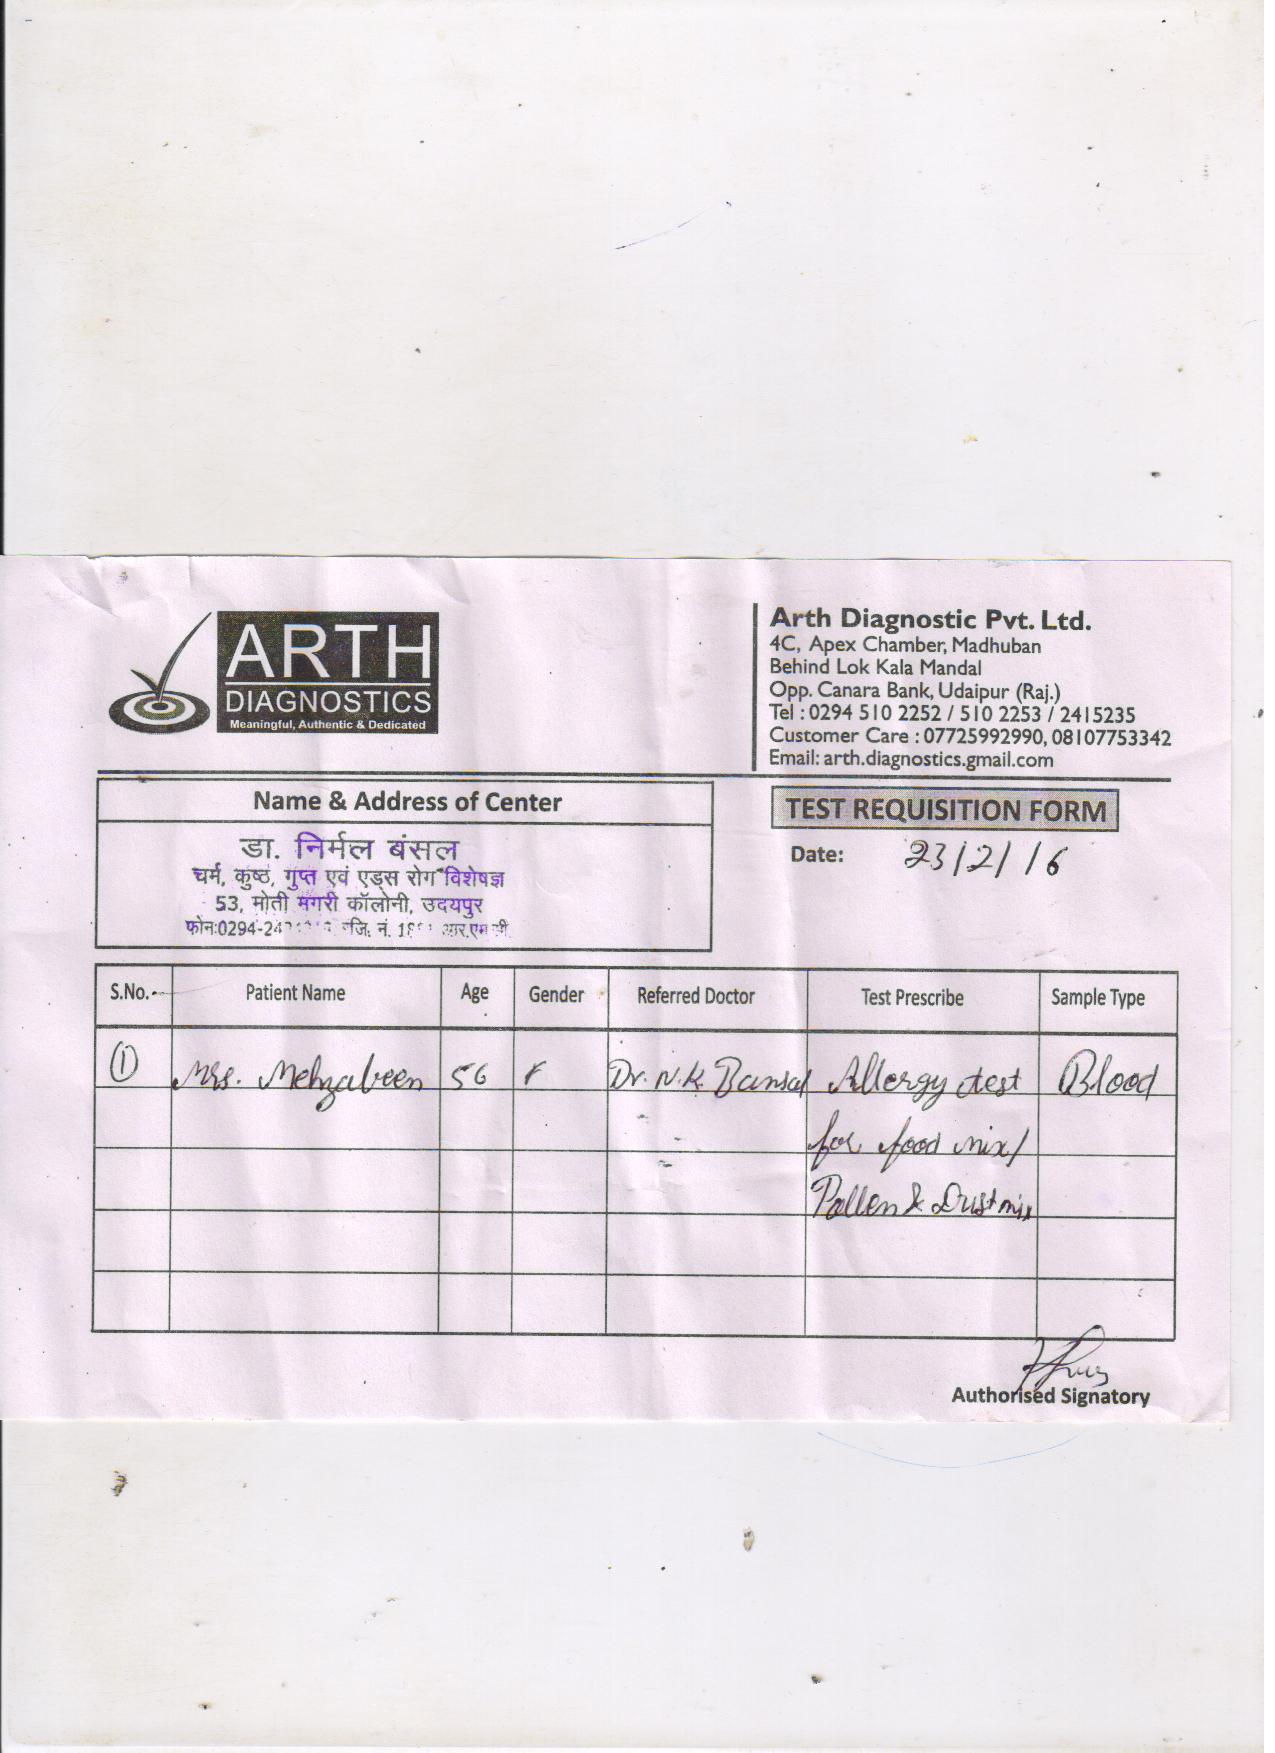 ARTH
DIAGNOSTICS
Meaningful, Authentic & Dedicated
Arth Diagnostic Pvt. Ltd.
4C, Apex Chamber, Madhuban
Behind Lok Kala Mandal
Opp. Canara Bank, Udaipur (Raj.)
Tel : 0294 510 2252 / 510 2253 / 2415235
Customer Care : 07725992990, 08107753342
Email: arth.diagnostics.gmail.com
Name & Address of Center
डा. निर्मल बंसल
चर्म, कुष्ठ, गुप्त एवं एड्स रोग विशेषज्ञ
53, मोती मगरी कॉलोनी, उदयपुर
फोन:0294- नं.
TEST REQUISITION FORM
Date: 23/2/16
S.No. Patient Name Age Gender Referred Doctor Test Prescribe Sample Type
1 Mrs. Mehzabeen 56 F Dr. N.K. Bansal Allergy test Blood
for food mix/
Pollen & Dust mix
Authorised Signatory